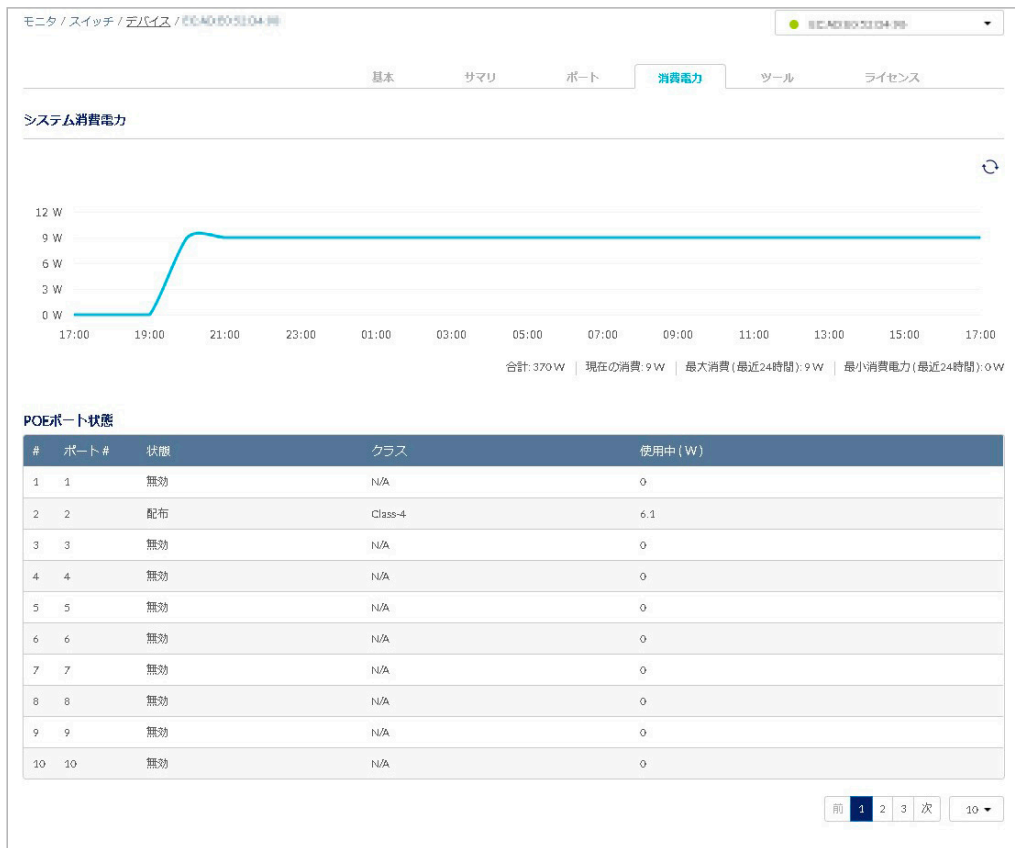 モニタ / スイッチ / デバイス /
基本 サマリ ポート 消費電力 ツール ライセンス
システム消費電力
12 W
9 W
6 W
3 W
0 W
17:00 19:00 21:00 23:00 01:00 03:00 05:00 07:00 09:00 11:00 13:00 15:00 17:00
合計: 370 W | 現在の消費: 9 W | 最大消費 (最近24時間): 9 W | 最小消費電力 (最近24時間): 0 W
POEポート状態
# ポート # 状態 クラス 使用中 ( W )
1 1 無効 N/A 0
2 2 配布 Class-4 6.1
3 3 無効 N/A 0
4 4 無効 N/A 0
5 5 無効 N/A 0
6 6 無効 N/A 0
7 7 無効 N/A 0
8 8 無効 N/A 0
9 9 無効 N/A 0
10 10 無効 N/A 0
前 1 2 3 次 10